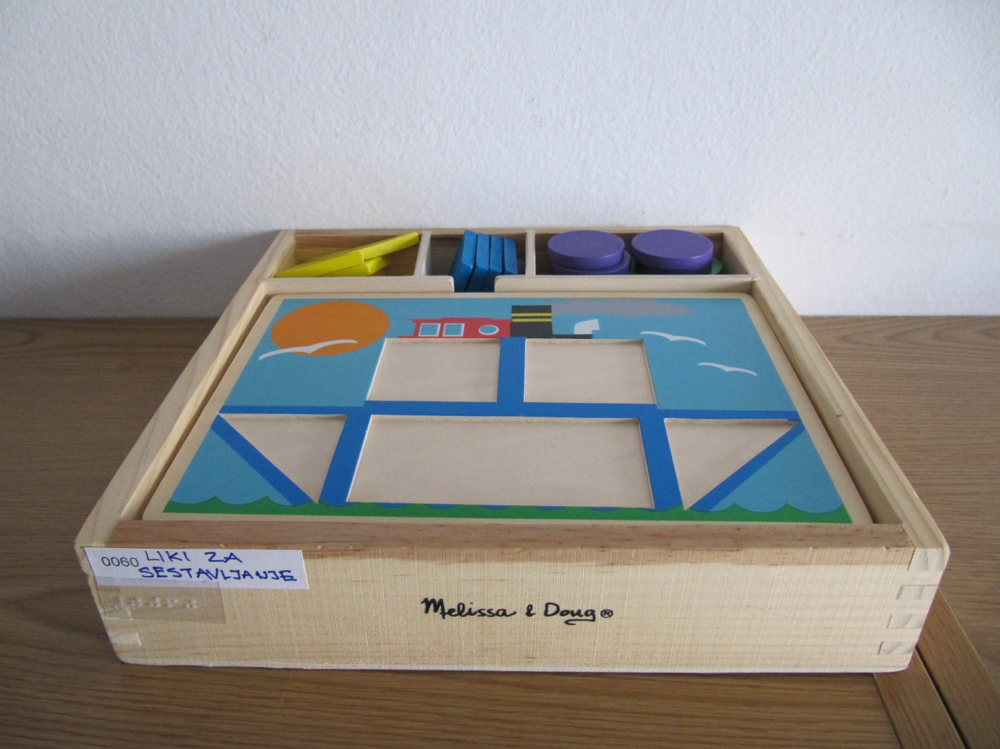 0060 LIKI ZA
SESTAVLJANJE
Melissa & Doug®